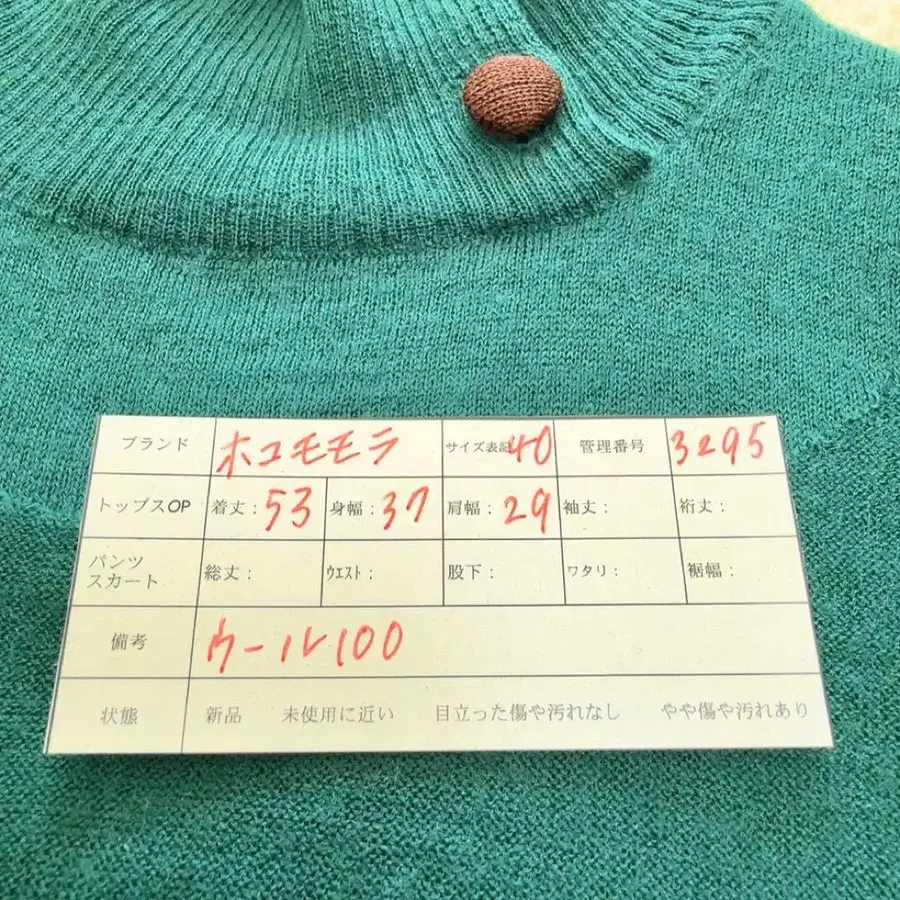 ブランド ホコモモラ サイズ表記 40 管理番号 3295
トップスOP 着丈：53 身幅：37 肩幅：29 袖丈： 裄丈：
パンツ
スカート 総丈： ウエスト： 股下： ワタリ： 裾幅：
備考 ウール100
状態 新品 未使用に近い 目立った傷や汚れなし やや傷や汚れあり